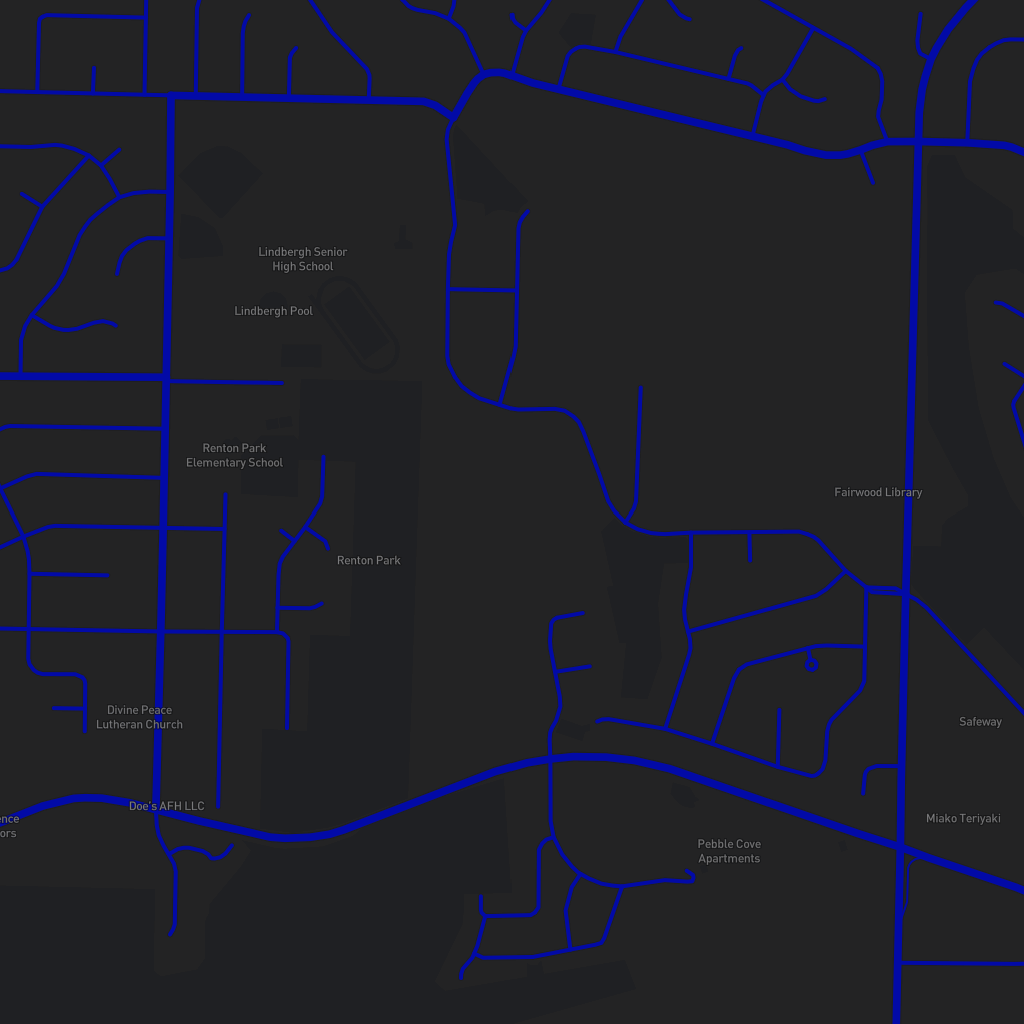 Lindbergh Senior
High School
Lindbergh Pool
Renton Park
Elementary School
Fairwood Library
Renton Park
Divine Peace
Lutheran Church
Safeway
Doe's AFH LLC
ence
ors
Miako Teriyaki
Pebble Cove
Apartments